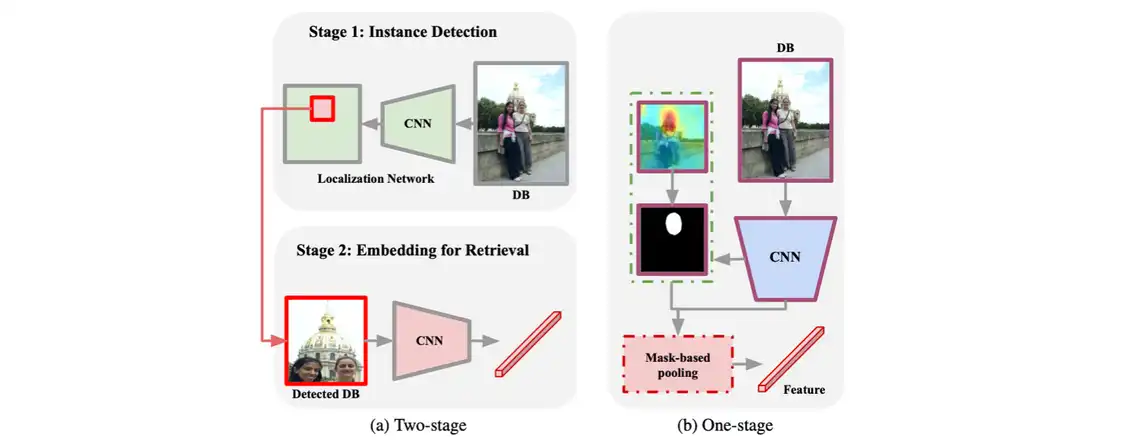 Stage 1: Instance Detection
CNN
Localization Network
DB
Stage 2: Embedding for Retrieval
CNN
Detected DB
(a) Two-stage
DB
CNN
Mask-based
pooling
Feature
(b) One-stage